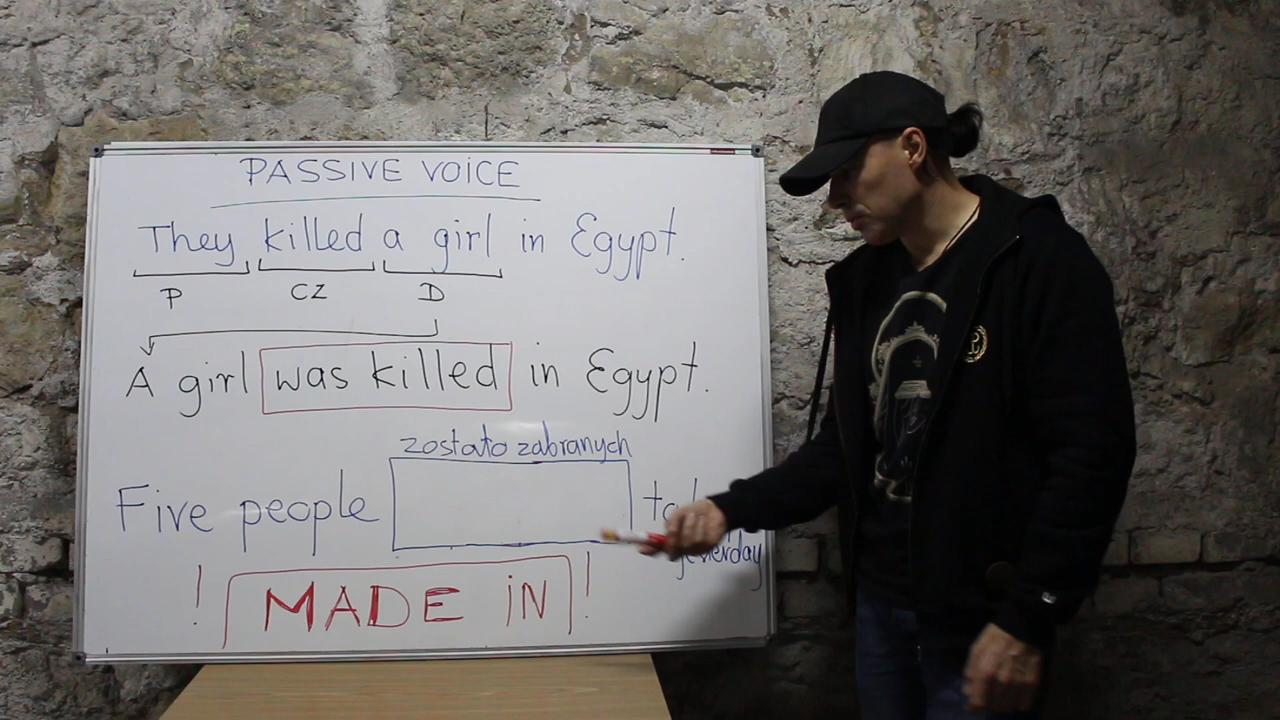 PASSIVE VOICE
They killed a girl in Egypt.
P CZ D
A girl was killed in Egypt.
zostało zabranych
Five people
yesterday
! MADE iN !